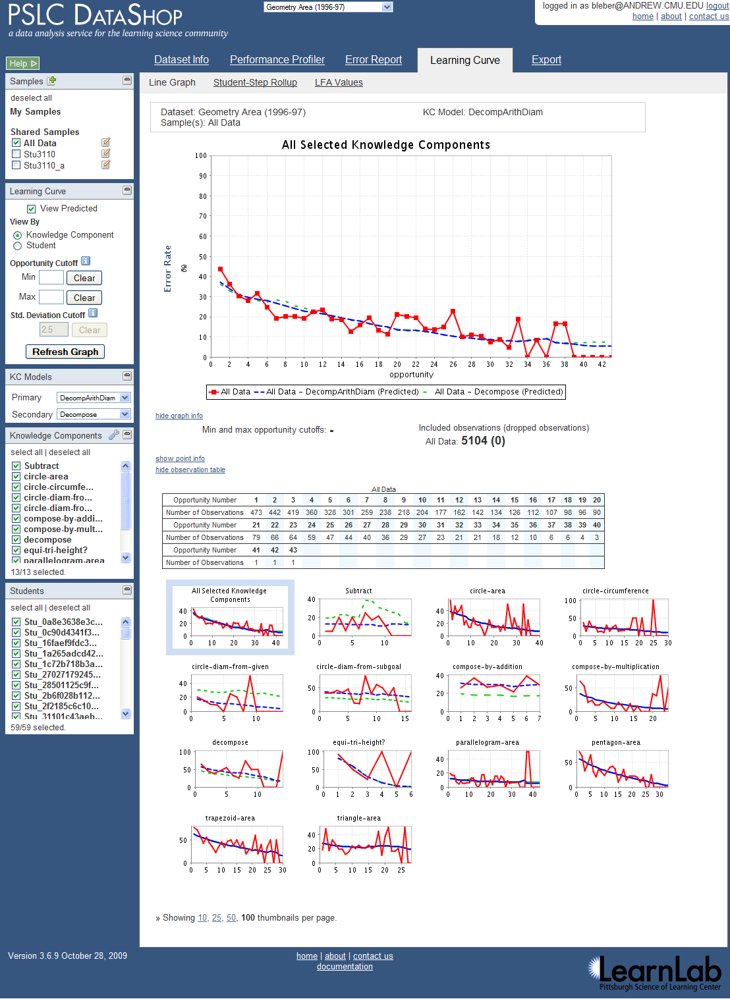 PSLC DATASHOP
a data analysis service for the learning science community
Geometry Area (1996-97)
logged in as bleber@ANDREW.CMU.EDU logout
home | about | contact us
Help
Dataset Info Performance Profiler Error Report Learning Curve Export
Line Graph Student-Step Rollup LFA Values
Samples
deselect all
My Samples
Shared Samples
All Data
Stu3110
Stu3110_a
Learning Curve
View Predicted
View By
Knowledge Component
Student
Opportunity Cutoff
Min Clear
Max Clear
Std. Deviation Cutoff
2.5 Clear
Refresh Graph
KC Models
Primary DecompArithDiam
Secondary Decompose
Knowledge Components
select all | deselect all
Subtract
circle-area
circle-circumfe...
circle-diam-fro...
circle-diam-fro...
compose-by-addi...
compose-by-mult...
decompose
equi-tri-height?
parallelogram-area
13/13 selected.
Students
select all | deselect all
Stu_0a8e3638e3c...
Stu_0c90d4341f3...
Stu_16faef9fdc3...
Stu_1a265adcd42...
Stu_1c72b718b3a...
Stu_27027179245...
Stu_28501125c9f...
Stu_2b6f028b112...
Stu_2f2185c6c10...
Stu_31101c43aeb...
59/59 selected.
Dataset: Geometry Area (1996-97) KC Model: DecompArithDiam
Sample(s): All Data
All Selected Knowledge Components
100
90
80
70
60
50
40
30
20
10
0
Error Rate
(%)
0 2 4 6 8 10 12 14 16 18 20 22 24 26 28 30 32 34 36 38 40 42
opportunity
All Data All Data - DecompArithDiam (Predicted) All Data - Decompose (Predicted)
hide graph info
Min and max opportunity cutoffs: -
Included observations (dropped observations)
All Data: 5104 (0)
show point info
hide observation table
All Data
Opportunity Number 1 2 3 4 5 6 7 8 9 10 11 12 13 14 15 16 17 18 19 20
Number of Observations 473 442 419 360 328 301 259 238 218 204 177 162 142 134 126 112 107 98 96 90
Opportunity Number 21 22 23 24 25 26 27 28 29 30 31 32 33 34 35 36 37 38 39 40
Number of Observations 79 66 64 59 47 44 40 36 29 27 23 21 21 18 12 10 6 6 4 3
Opportunity Number 41 42 43
Number of Observations 1 1 1
All Selected Knowledge
Components
40
20
0
0 10 20 30 40
Subtract
40
20
0
0 5 10
circle-area
40
20
0
0 10 20 30 40
circle-circumference
100
50
0
0 5 10 15 20 25 30
circle-diam-from-given
40
20
0
0 5 10
circle-diam-from-subgoal
50
0
0 5 10 15
compose-by-addition
40
20
0
0 1 2 3 4 5 6 7
compose-by-multiplication
50
0
0 5 10 15 20
decompose
100
50
0
0 5 10
equi-tri-height?
100
50
0
0 1 2 3 4 5 6
parallelogram-area
40
20
0
0 10 20 30 40
pentagon-area
50
0
0 5 10 15 20 25 30
trapezoid-area
50
0
0 5 10 15 20 25 30
triangle-area
40
20
0
0 5 10 15 20 25
» Showing 10, 25, 50, 100 thumbnails per page.
Version 3.6.9 October 28, 2009
home | about | contact us
documentation
LearnLab
Pittsburgh Science of Learning Center